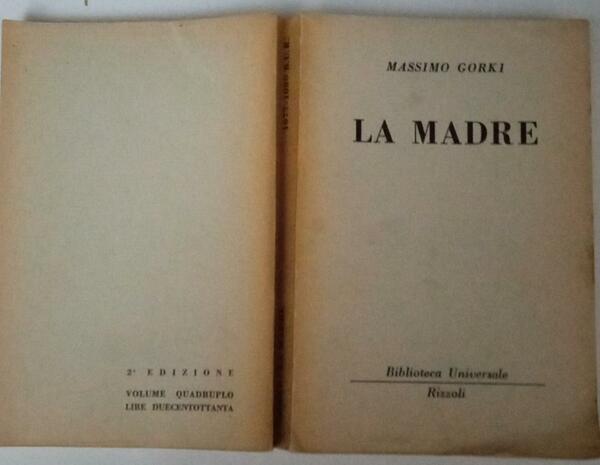 MASSIMO GORKI
LA MADRE
Biblioteca Universale
Rizzoli
B.U.R.
2ª EDIZIONE
VOLUME QUADRUPLO
LIRE DUECENTOTTANTA